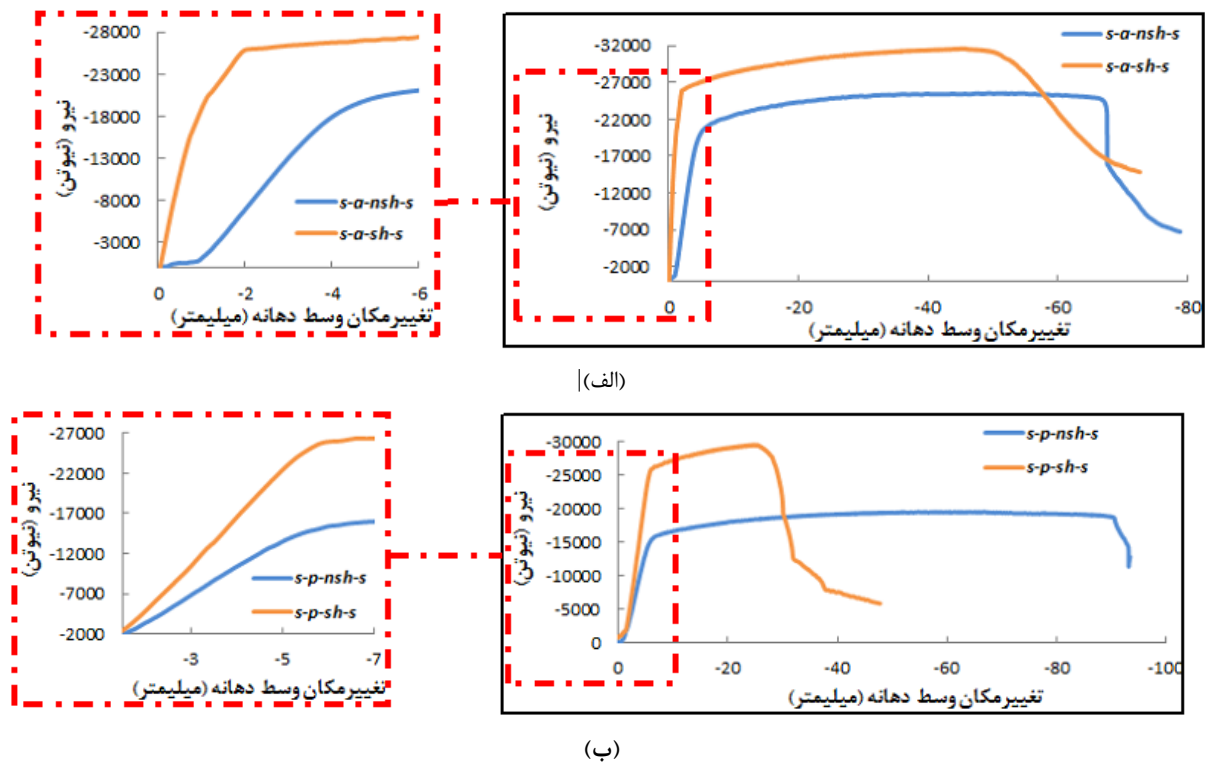 -28000
-23000
-18000
-13000
-8000
-3000
نیرو (نیوتن)
s-a-nsh-s
s-a-sh-s
0
-2
-4
-6
تغییرمکان وسط دهانه (میلیمتر)
-32000
-27000
-22000
-17000
-12000
-7000
-2000
نیرو (نیوتن)
s-a-nsh-s
s-a-sh-s
0
-20
-40
-60
-80
تغییرمکان وسط دهانه (میلیمتر)
(الف)
-27000
-22000
-17000
-12000
-7000
-2000
نیرو (نیوتن)
s-p-nsh-s
s-p-sh-s
-3
-5
-7
تغییرمکان وسط دهانه (میلیمتر)
-30000
-25000
-20000
-15000
-10000
-5000
0
نیرو (نیوتن)
s-p-nsh-s
s-p-sh-s
0
-20
-40
-60
-80
-100
تغییرمکان وسط دهانه (میلیمتر)
(ب)